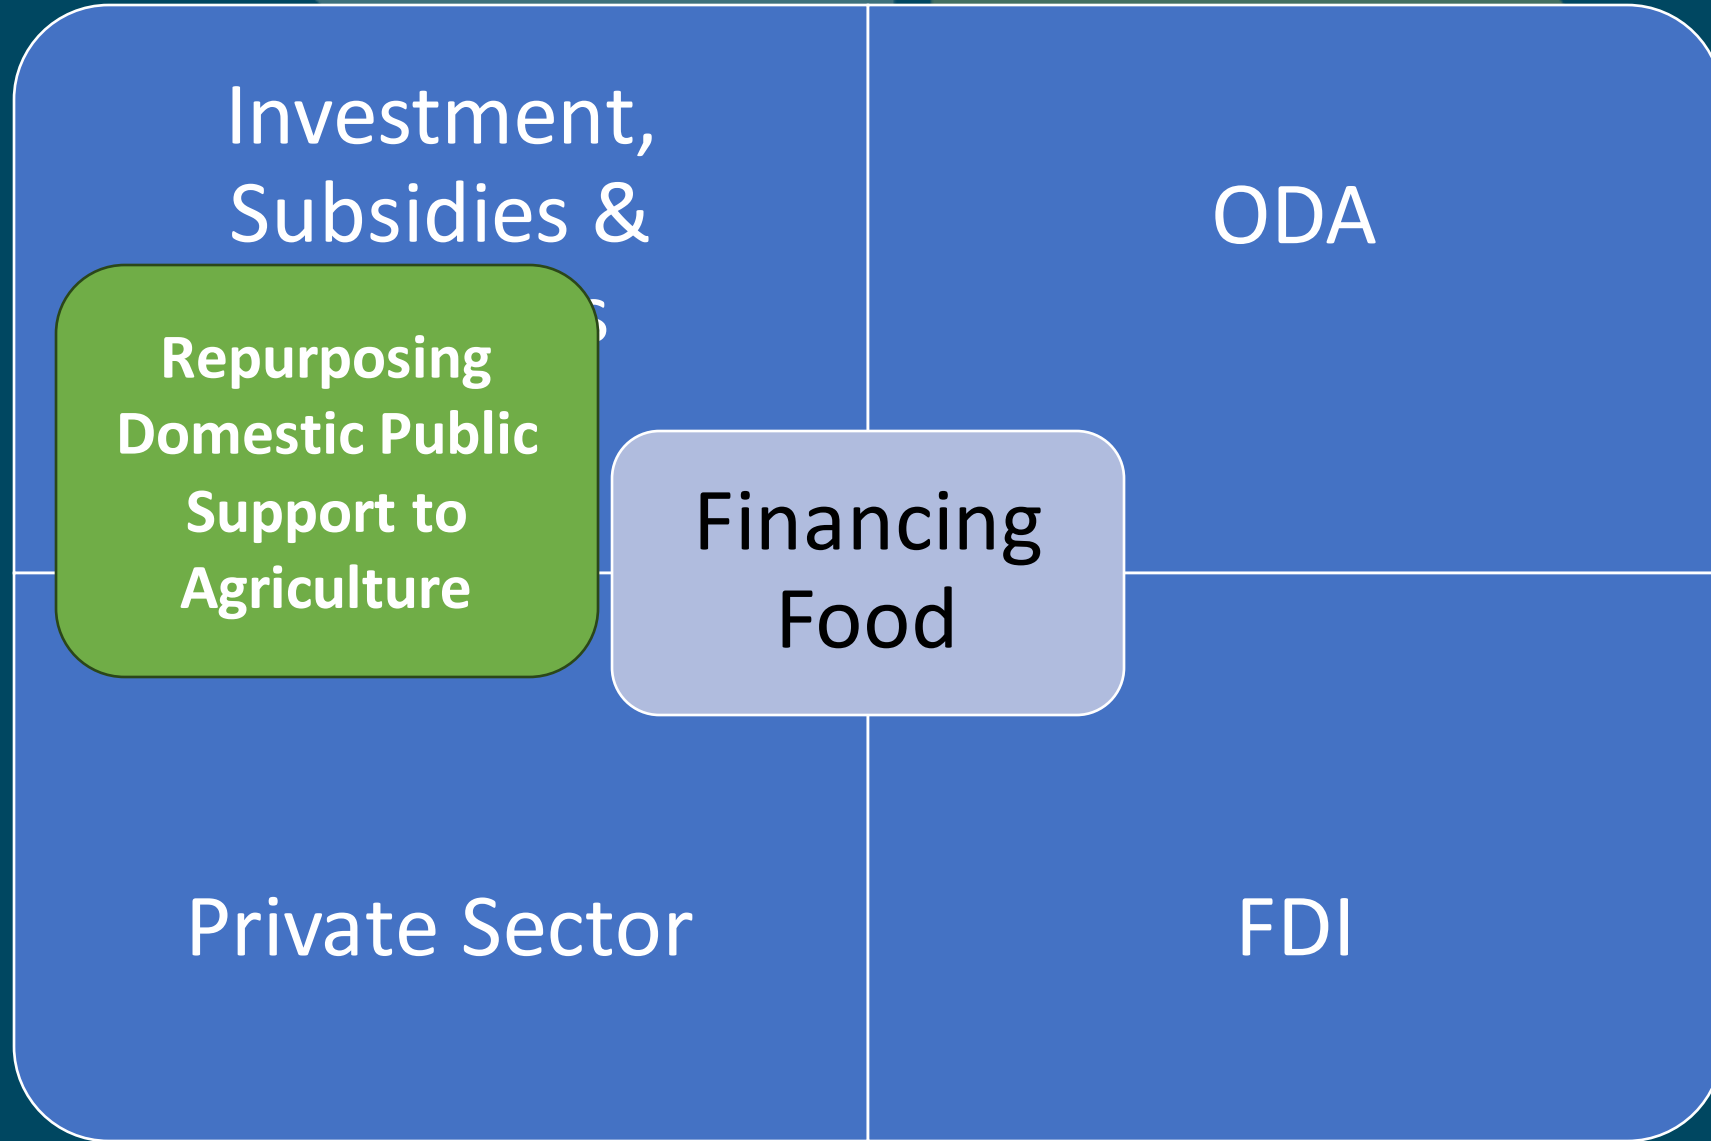 Investment,
Subsidies &
ODA
Repurposing
Domestic Public
Support to
Agriculture
Financing
Food
Private Sector
FDI